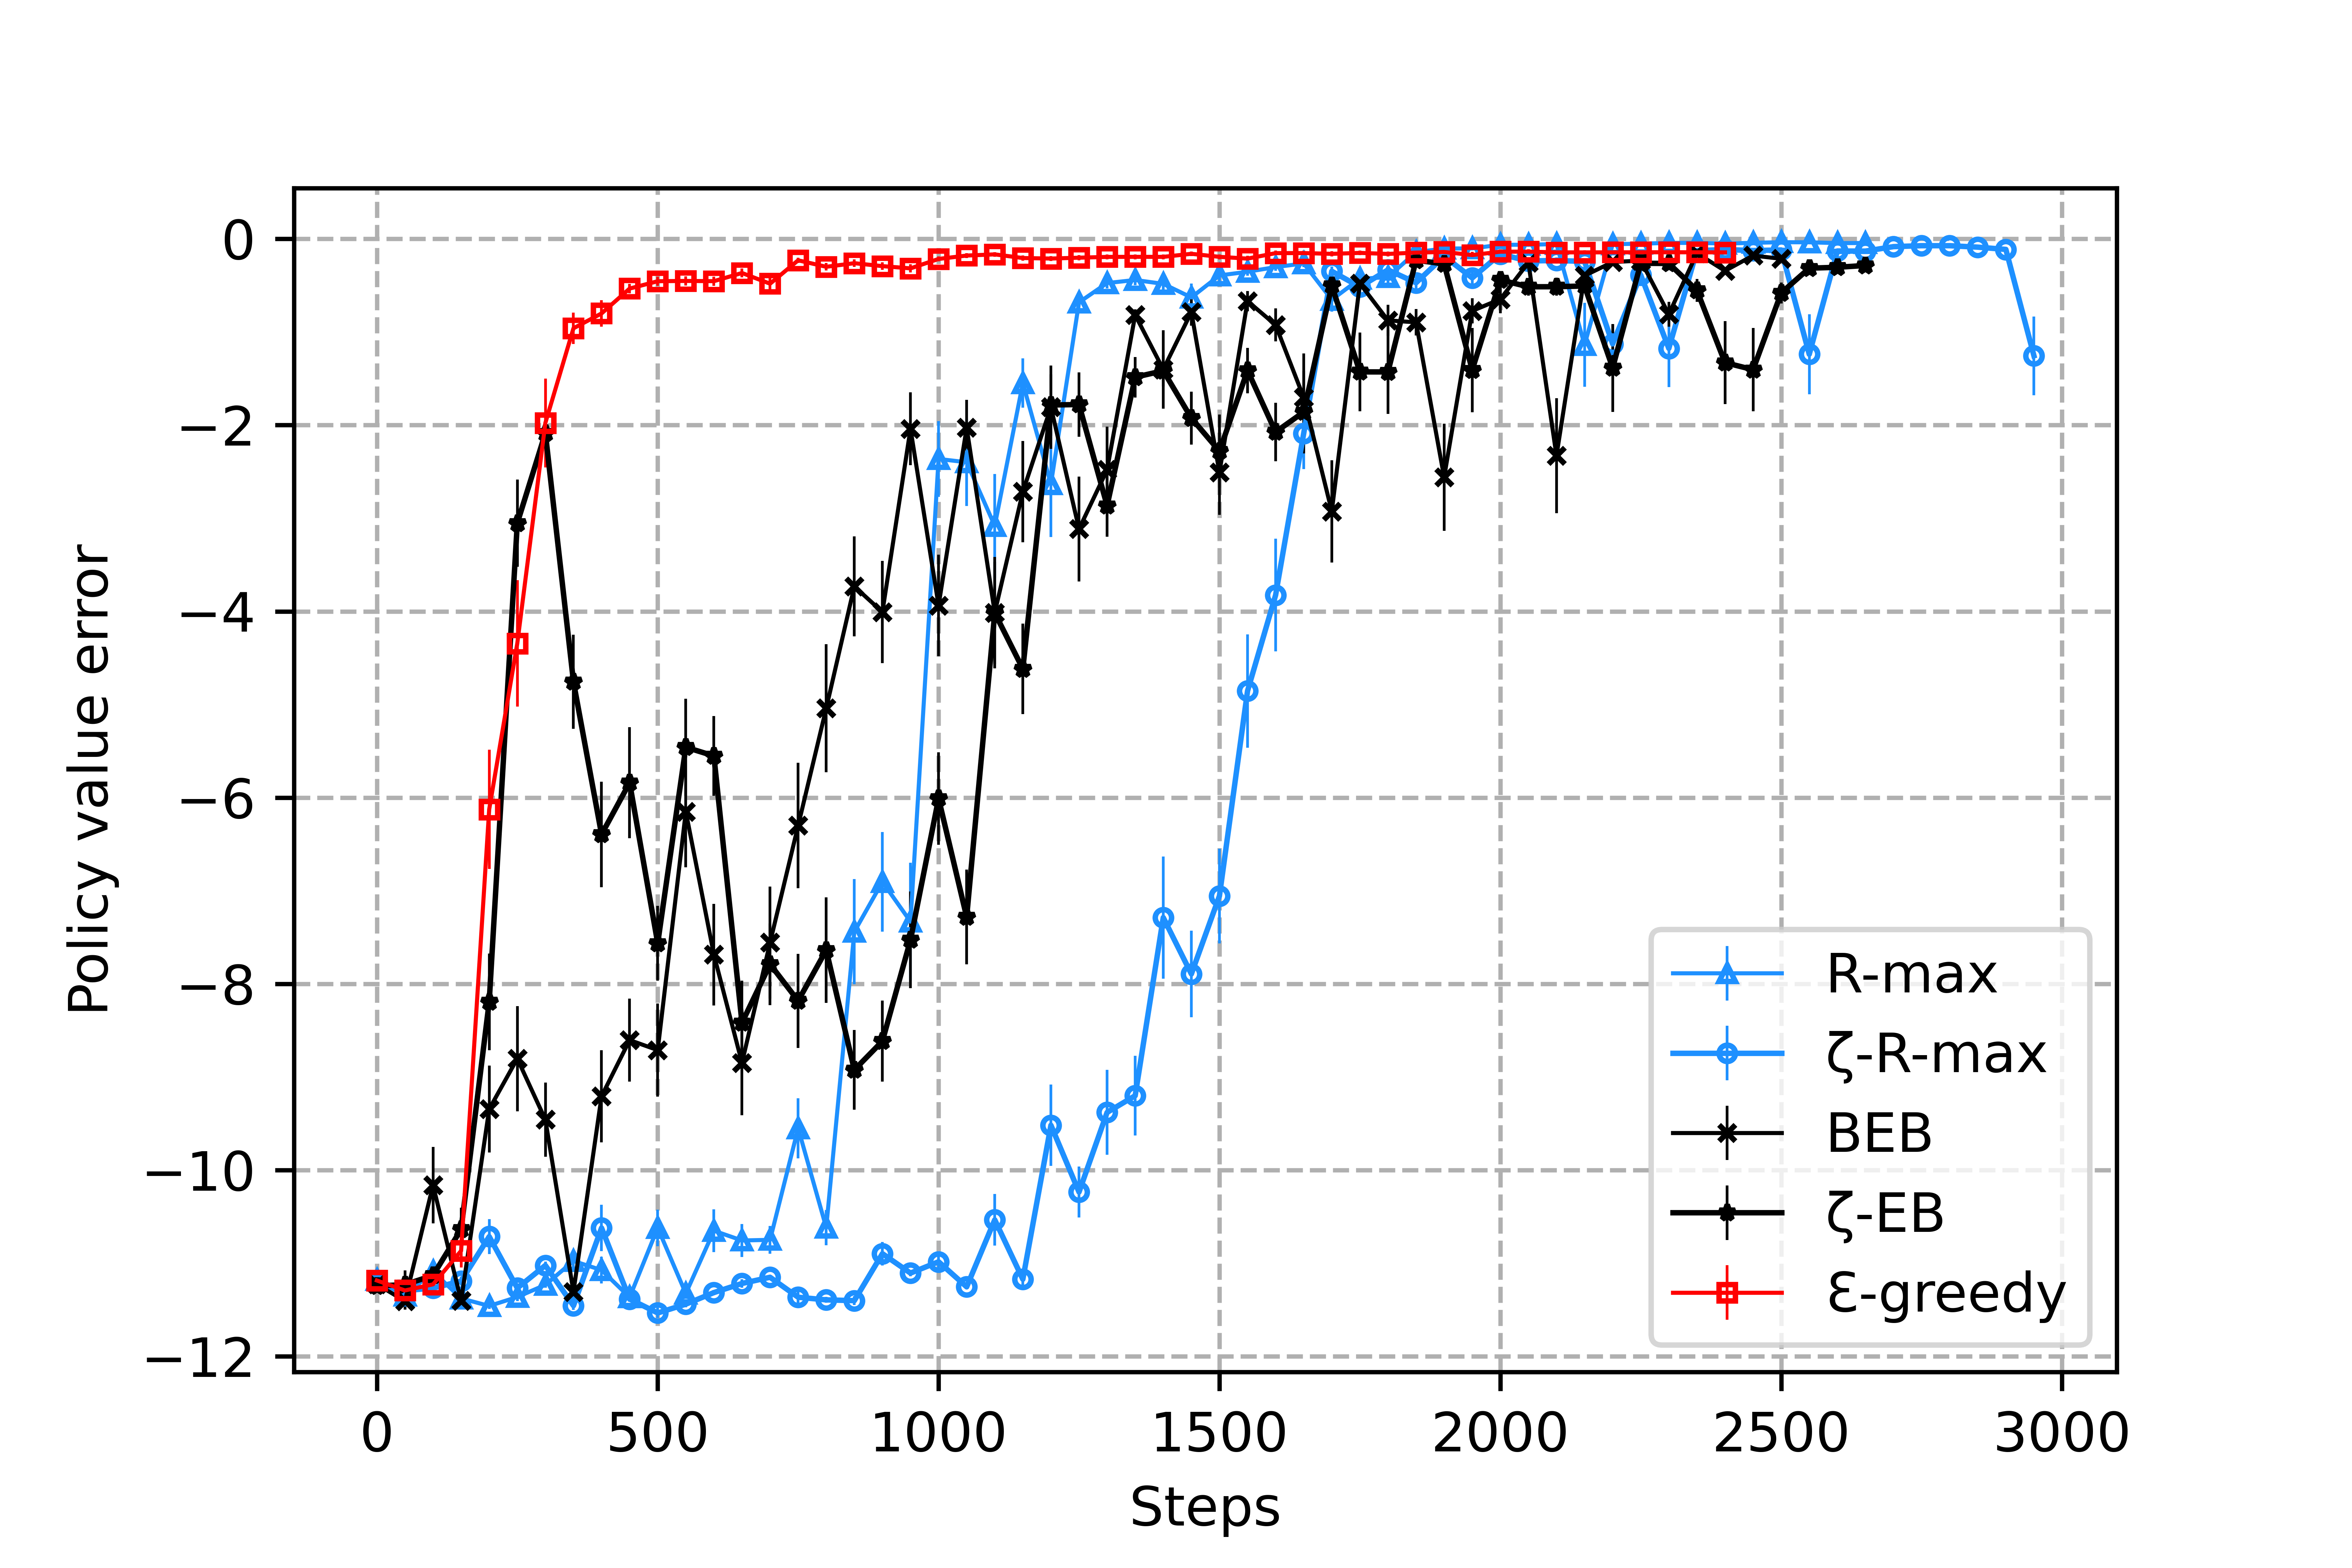 0
−2
−4
−6
−8
−10
−12
Policy value error
0 500 1000 1500 2000 2500 3000
Steps
R-max
ζ-R-max
BEB
ζ-EB
Ɛ-greedy